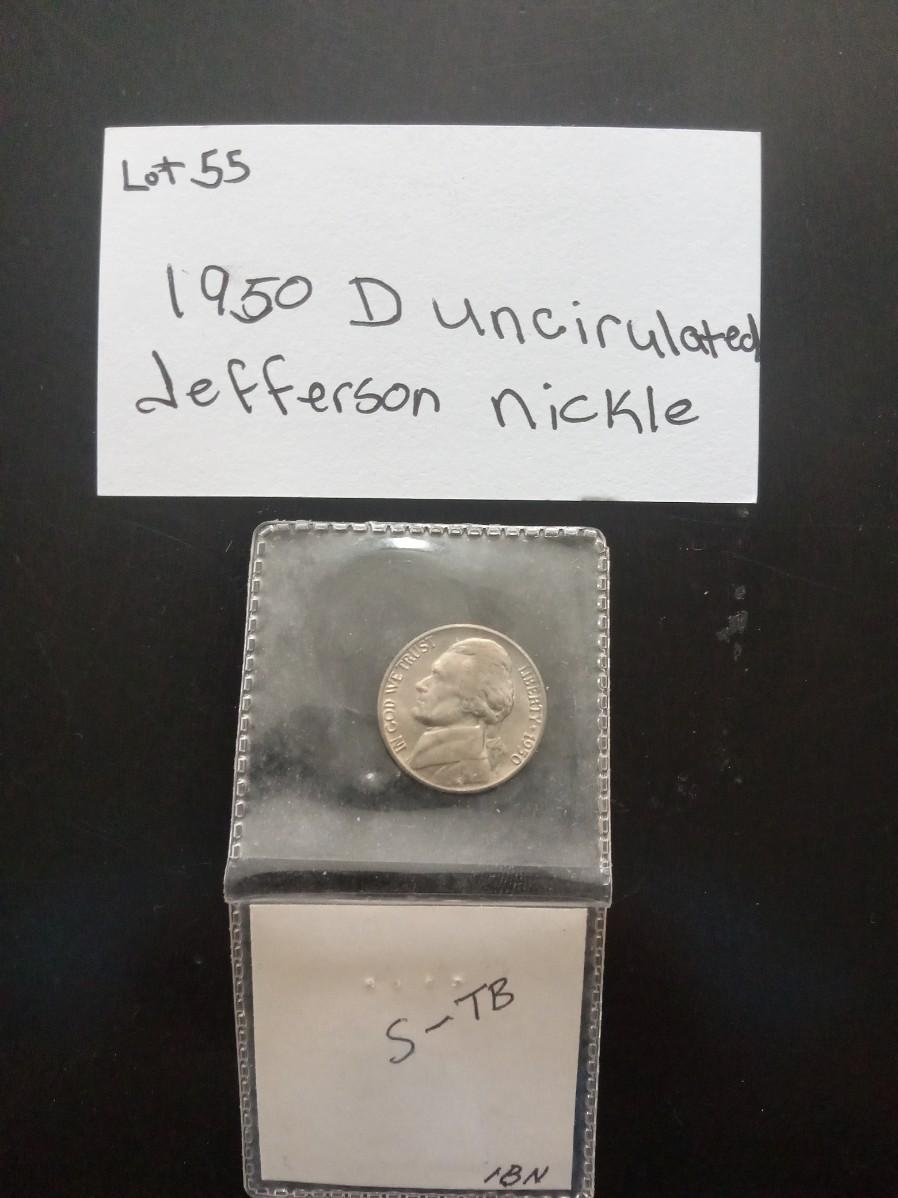 Lot 55
1950 D uncirulated
Jefferson nickle
IN GOD WE TRUST
LIBERTY ★ 1950
S-TB
1BN